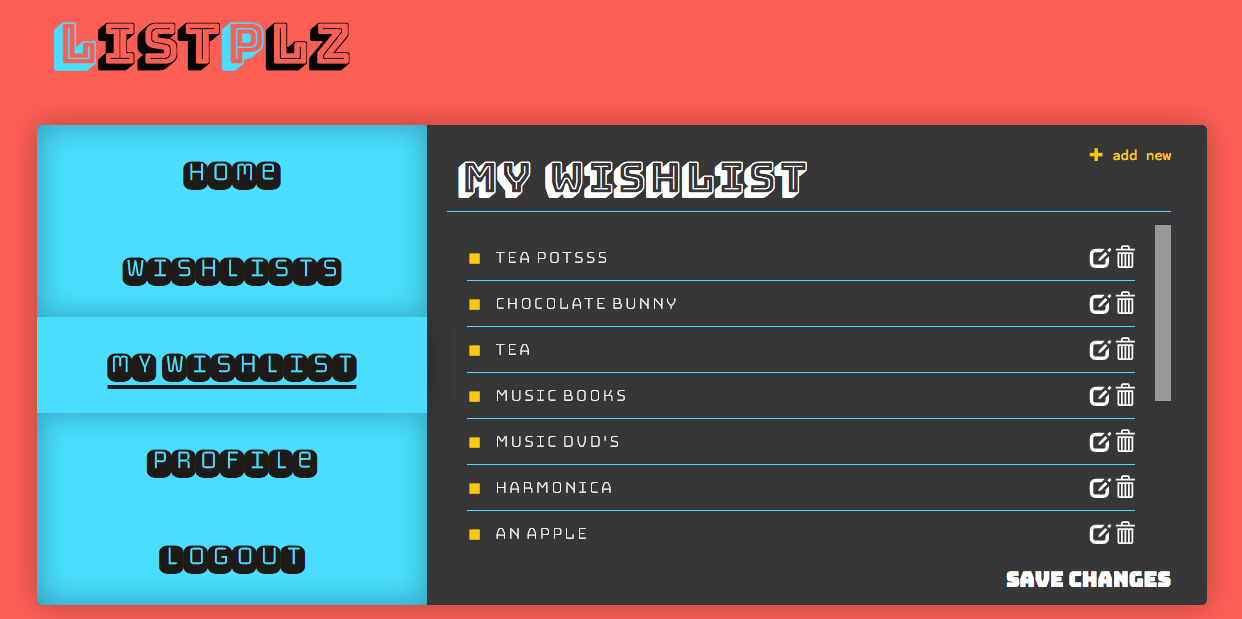 LISTPLZ
HOME
WISHLISTS
MY WISHLIST
PROFILE
LOGOUT
MY WISHLIST
+ add new
TEA POTSSS
CHOCOLATE BUNNY
TEA
MUSIC BOOKS
MUSIC DVD'S
HARMONICA
AN APPLE
SAVE CHANGES